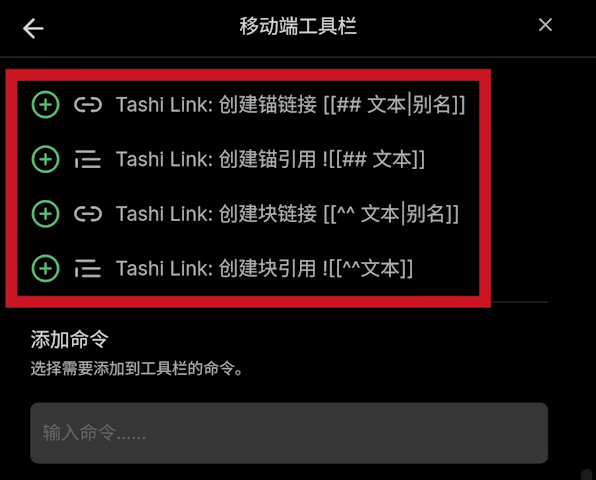 移动端工具栏
Tashi Link: 创建锚链接 [[## 文本|别名]]
Tashi Link: 创建锚引用 ![[## 文本]]
Tashi Link: 创建块链接 [[^^ 文本|别名]]
Tashi Link: 创建块引用 ![[^^文本]]
添加命令
选择需要添加到工具栏的命令。
输入命令......